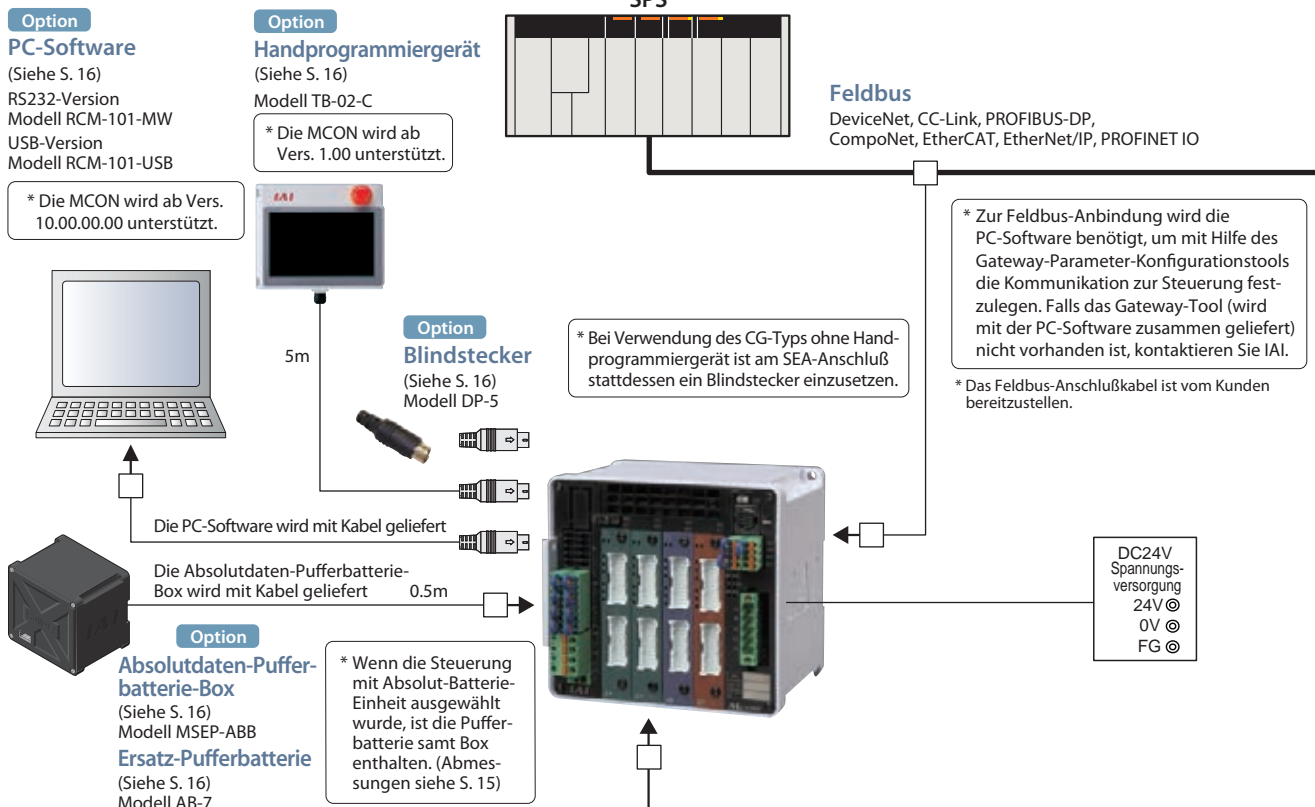 SPS
Option
PC-Software
(Siehe S. 16)
RS232-Version
Modell RCM-101-MW
USB-Version
Modell RCM-101-USB
* Die MCON wird ab Vers.
10.00.00.00 unterstützt.
Option
Handprogrammiergerät
(Siehe S. 16)
Modell TB-02-C
* Die MCON wird ab
Vers. 1.00 unterstützt.
IAI
5m
Feldbus
DeviceNet, CC-Link, PROFIBUS-DP,
CompoNet, EtherCAT, EtherNet/IP, PROFINET IO
* Zur Feldbus-Anbindung wird die
PC-Software benötigt, um mit Hilfe des
Gateway-Parameter-Konfigurationstools
die Kommunikation zur Steuerung fest-
zulegen. Falls das Gateway-Tool (wird
mit der PC-Software zusammen geliefert)
nicht vorhanden ist, kontaktieren Sie IAI.
* Das Feldbus-Anschlußkabel ist vom Kunden
bereitzustellen.
Option
Blindstecker
(Siehe S. 16)
Modell DP-5
* Bei Verwendung des CG-Typs ohne Hand-
programmiergerät ist am SEA-Anschluß
stattdessen ein Blindstecker einzusetzen.
Die PC-Software wird mit Kabel geliefert
Die Absolutdaten-Pufferbatterie-
Box wird mit Kabel geliefert 0.5m
IAI
IAI
DC24V
Spannungs-
versorgung
24V
0V
FG
Option
Absolutdaten-Puffer-
batterie-Box
(Siehe S. 16)
Modell MSEP-ABB
Ersatz-Pufferbatterie
(Siehe S. 16)
Modell AB-7
* Wenn die Steuerung
mit Absolut-Batterie-
Einheit ausgewählt
wurde, ist die Puffer-
batterie samt Box
enthalten. (Abmes-
sungen siehe S. 15)